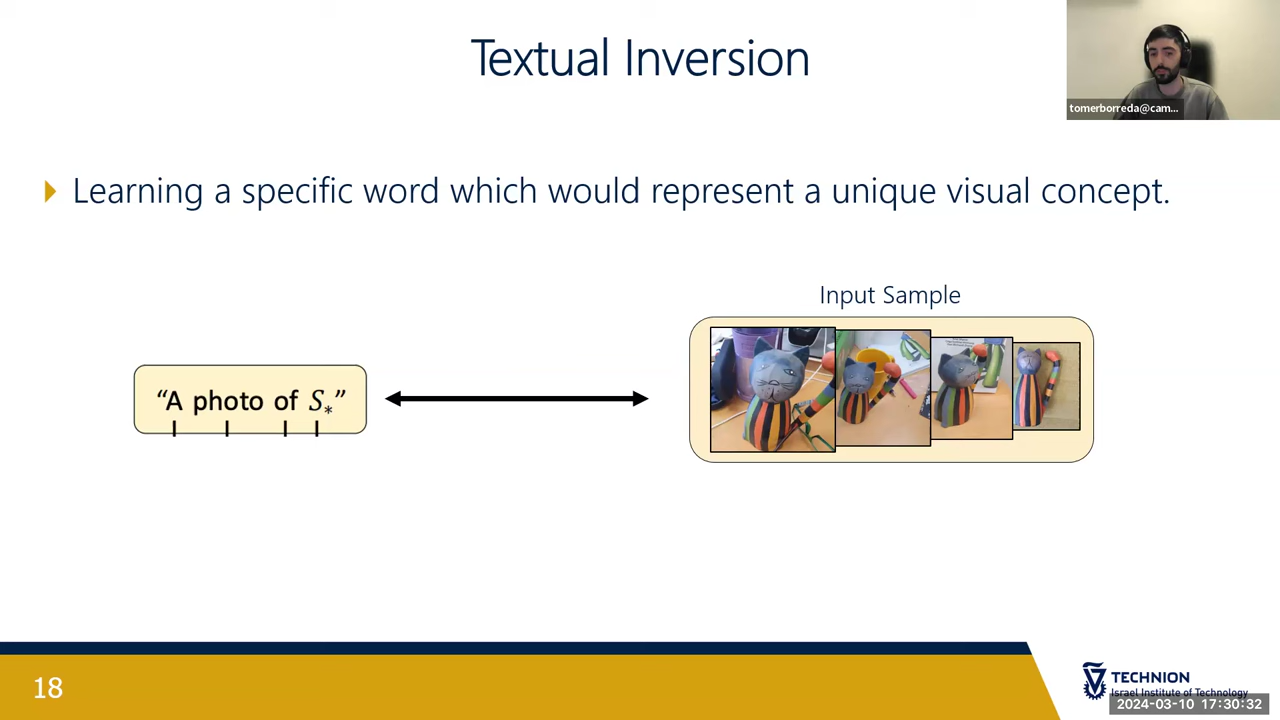 Textual Inversion
tomerborreda@cam...
Learning a specific word which would represent a unique visual concept.
Input Sample
“A photo of S*”
18
TECHNION
Israel Institute of Technology
2024-03-10 17:30:32